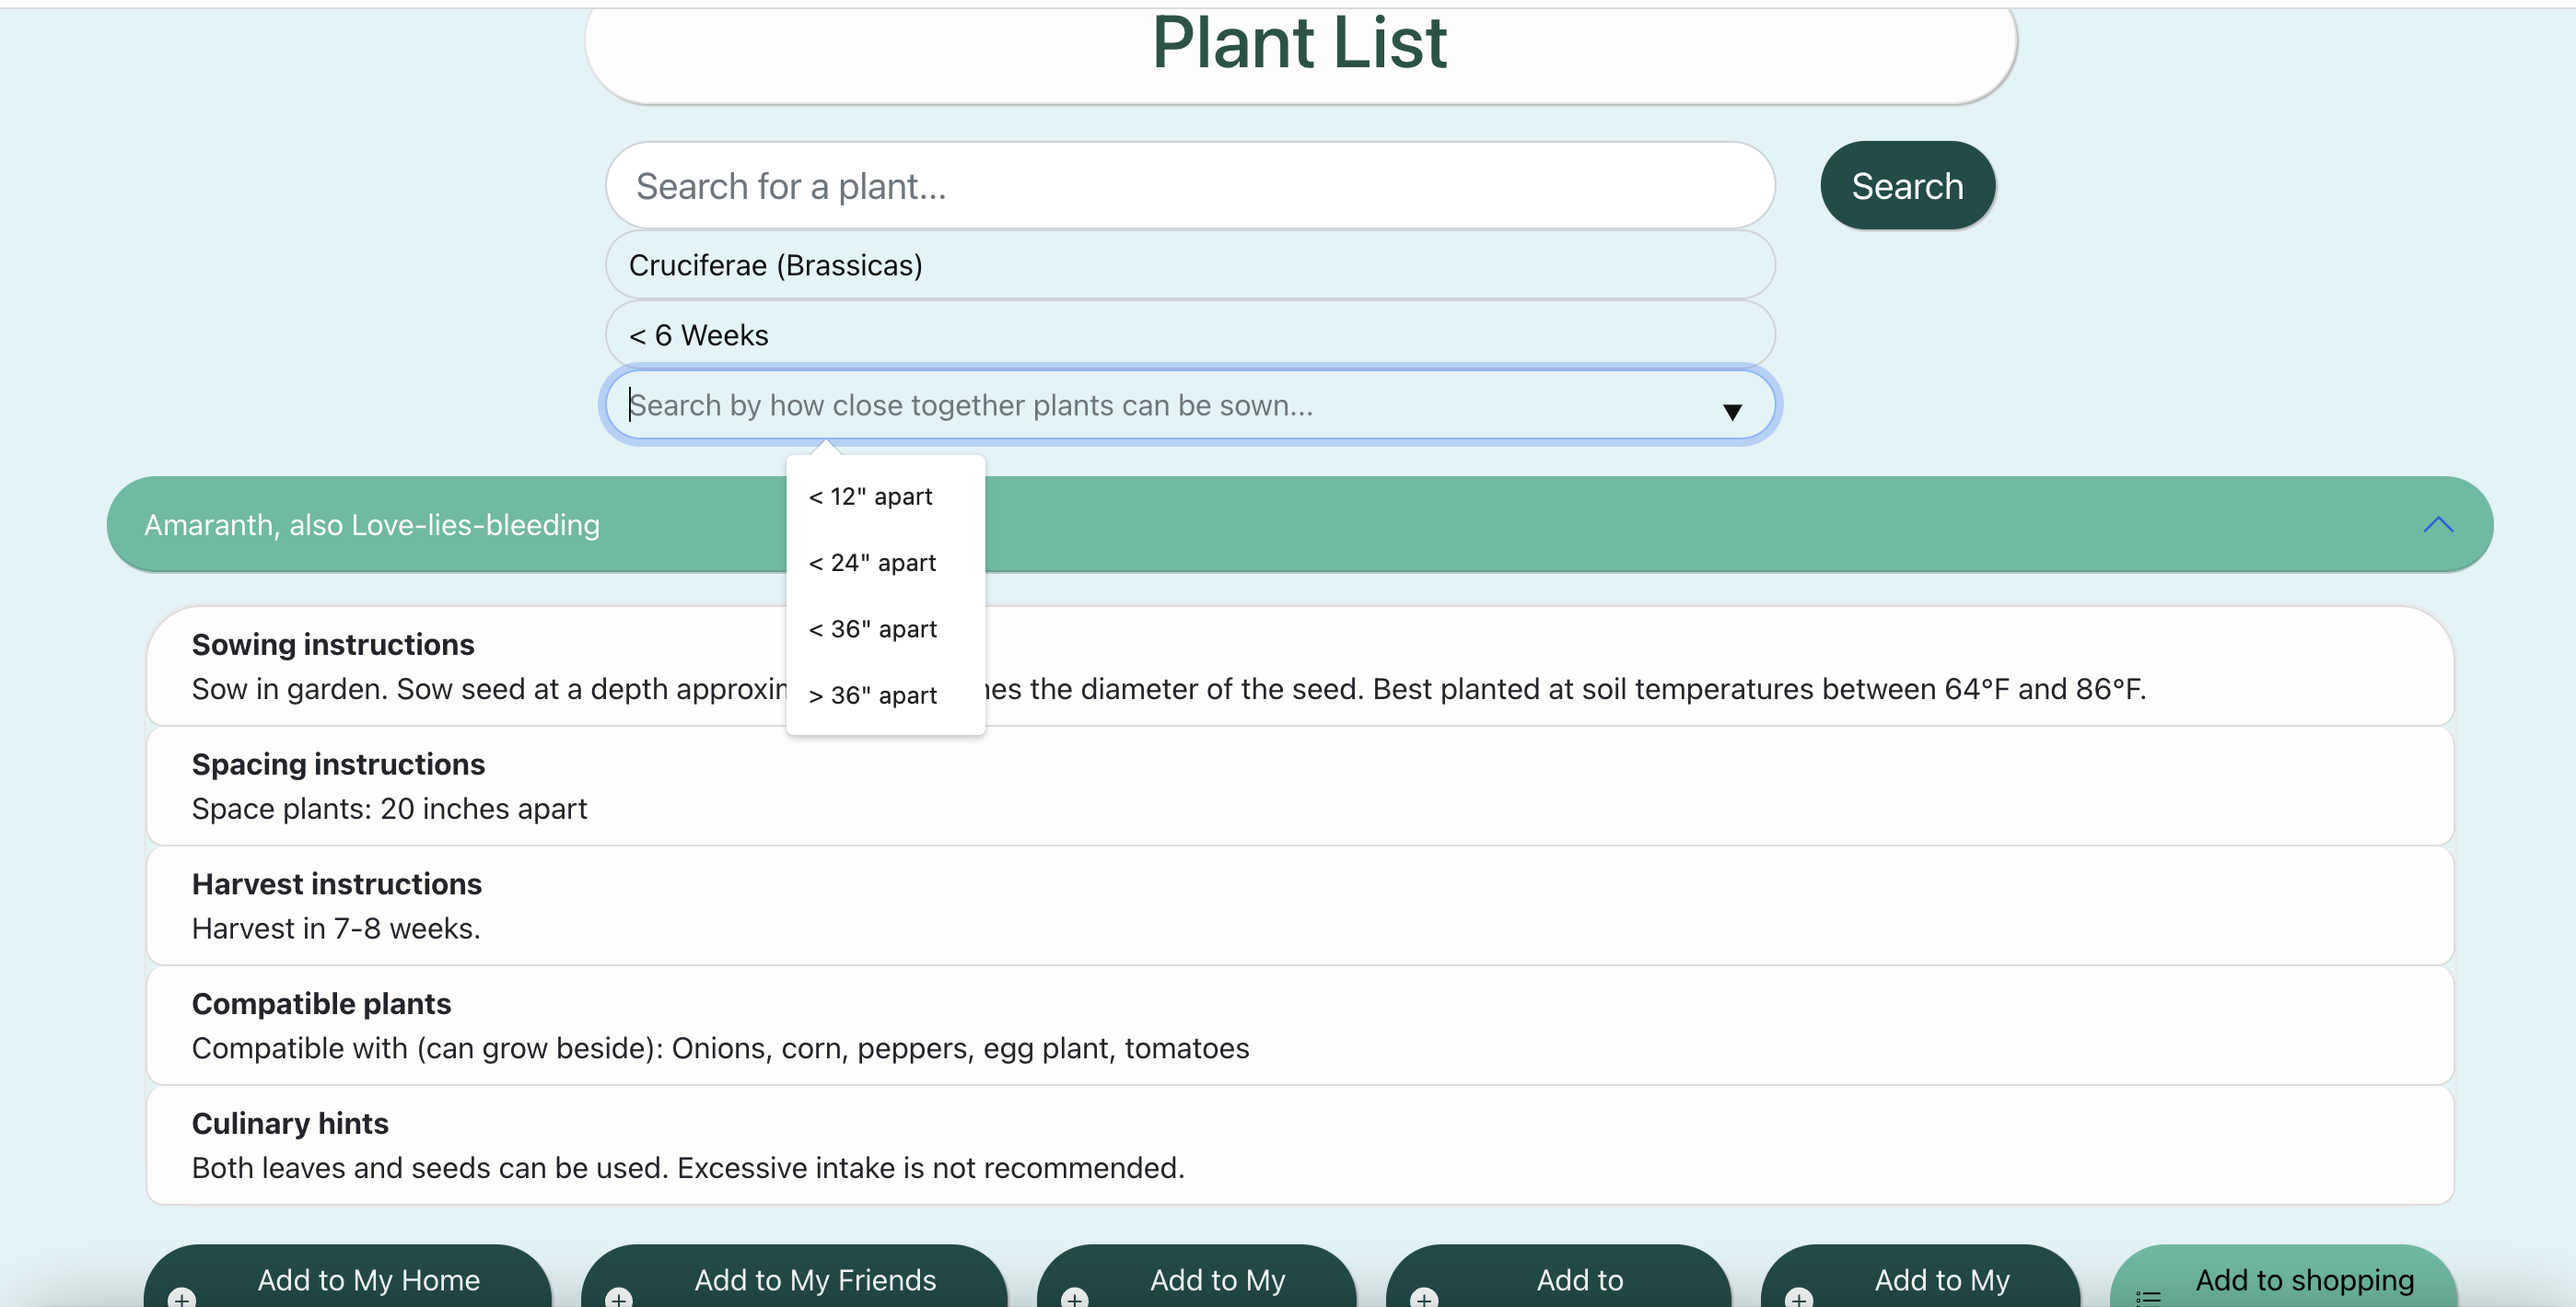 Plant List
Search for a plant...
Search
Cruciferae (Brassicas)
< 6 Weeks
Search by how close together plants can be sown...
< 12" apart
< 24" apart
< 36" apart
> 36" apart
Amaranth, also Love-lies-bleeding
Sowing instructions
Sow in garden. Sow seed at a depth the diameter of the seed. Best planted at soil temperatures between 64°F and 86°F.
Spacing instructions
Space plants: 20 inches apart
Harvest instructions
Harvest in 7-8 weeks.
Compatible plants
Compatible with (can grow beside): Onions, corn, peppers, egg plant, tomatoes
Culinary hints
Both leaves and seeds can be used. Excessive intake is not recommended.
Add to My Home
Add to My Friends
Add to My
Add to
Add to My
Add to shopping